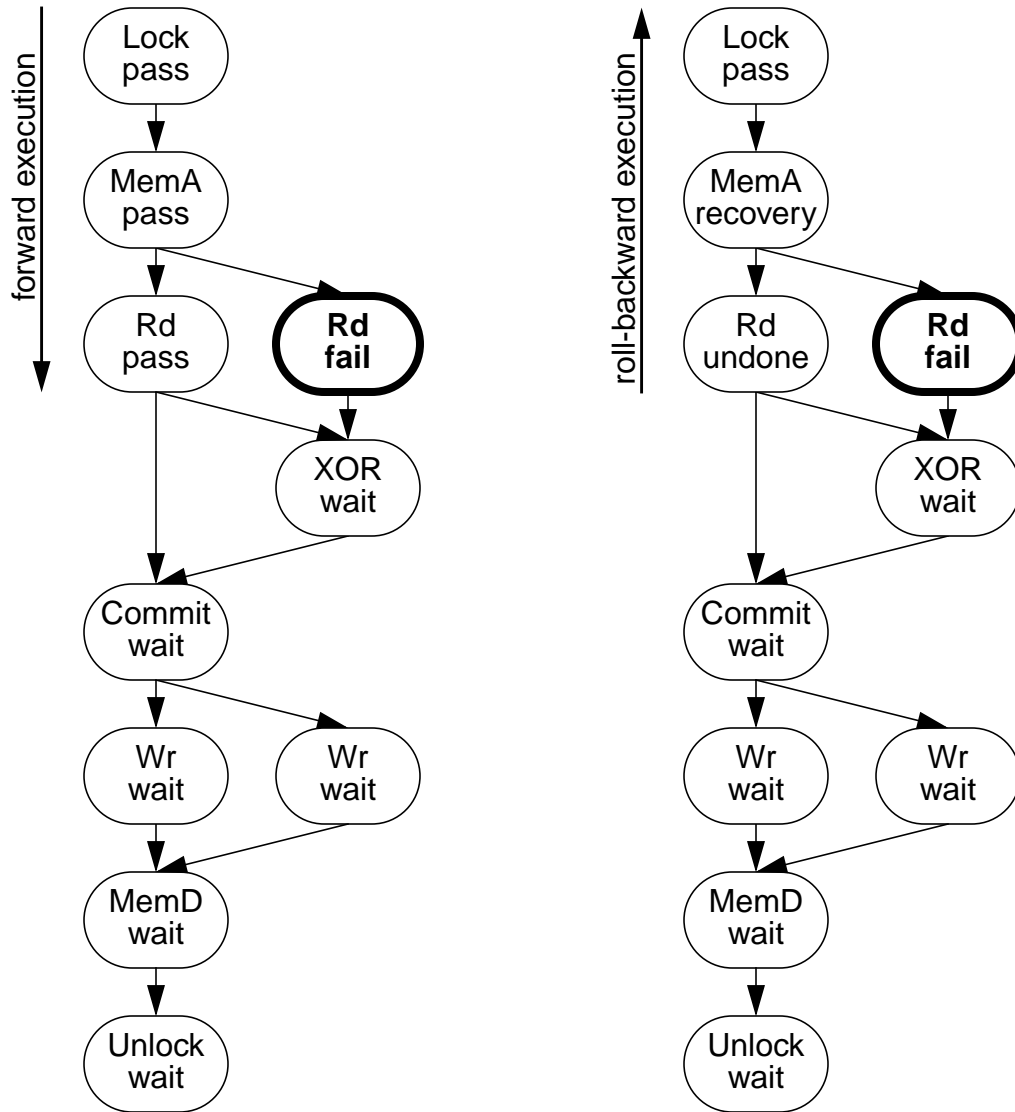 forward execution
Lock
pass
MemA
pass
Rd
pass
Rd
fail
XOR
wait
Commit
wait
Wr
wait
Wr
wait
MemD
wait
Unlock
wait
roll-backward execution
Lock
pass
MemA
recovery
Rd
undone
Rd
fail
XOR
wait
Commit
wait
Wr
wait
Wr
wait
MemD
wait
Unlock
wait